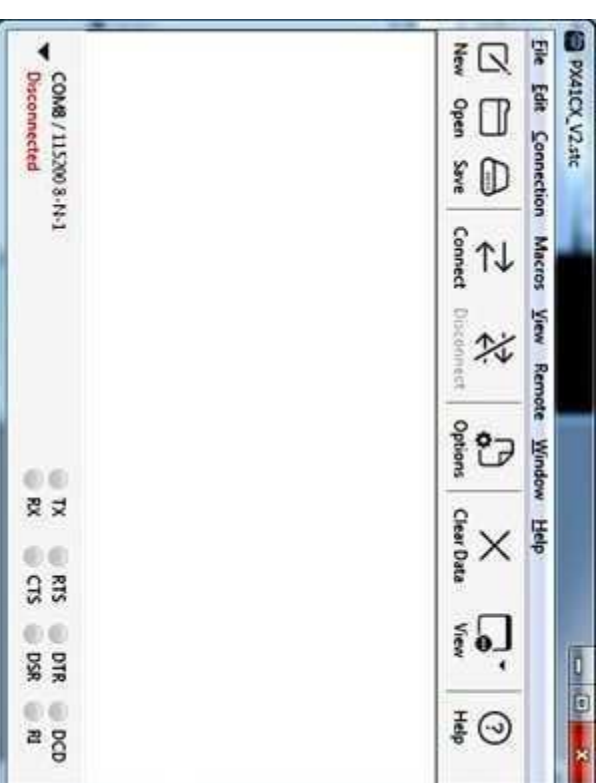 PX41CX_V2.stc
File Edit Connection Macros View Remote Window Help
New Open Save Connect Disconnect Options Clear Data View Help
COM8 / 115200 8-N-1
Disconnected
TX RTS DTR DCD
RX CTS DSR RI